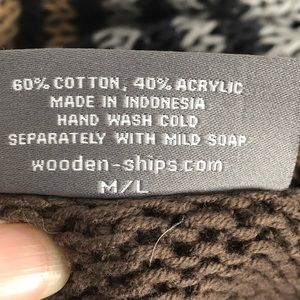 60% COTTON, 40% ACRYLIC
MADE IN INDONESIA
HAND WASH COLD
SEPARATELY WITH MILD SOAP
wooden-ships.com
M/L